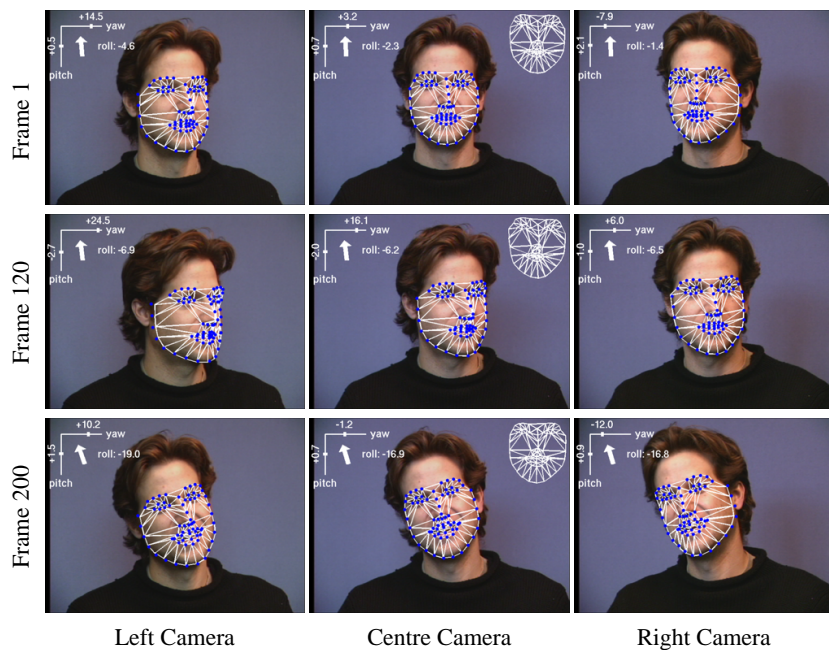 Frame 1
+14.5
yaw
+0.5
roll: -4.6
pitch
+3.2
yaw
+0.7
roll: -2.3
pitch
-7.9
yaw
+2.1
roll: -1.4
pitch
Frame 120
+24.5
yaw
-2.7
roll: -6.9
pitch
+16.1
yaw
-2.0
roll: -6.2
pitch
+6.0
yaw
-1.0
roll: -6.5
pitch
Frame 200
+10.2
yaw
+1.5
roll: -19.0
pitch
-1.2
yaw
+0.7
roll: -16.9
pitch
-12.0
yaw
+0.9
roll: -16.8
pitch
Left Camera
Centre Camera
Right Camera